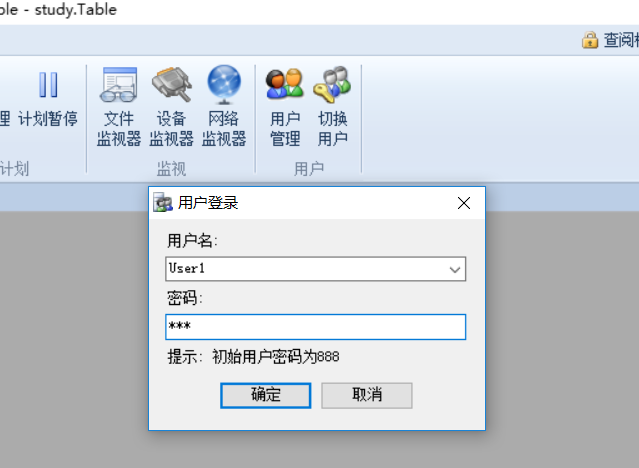 ble - study.Table
查阅
理 计划暂停 文件 监视器 设备 监视器 网络 监视器 用户 管理 切换 用户
计划 监视 用户
用户登录
用户名:
User1
密码:
***
提示: 初始用户密码为888
确定 取消